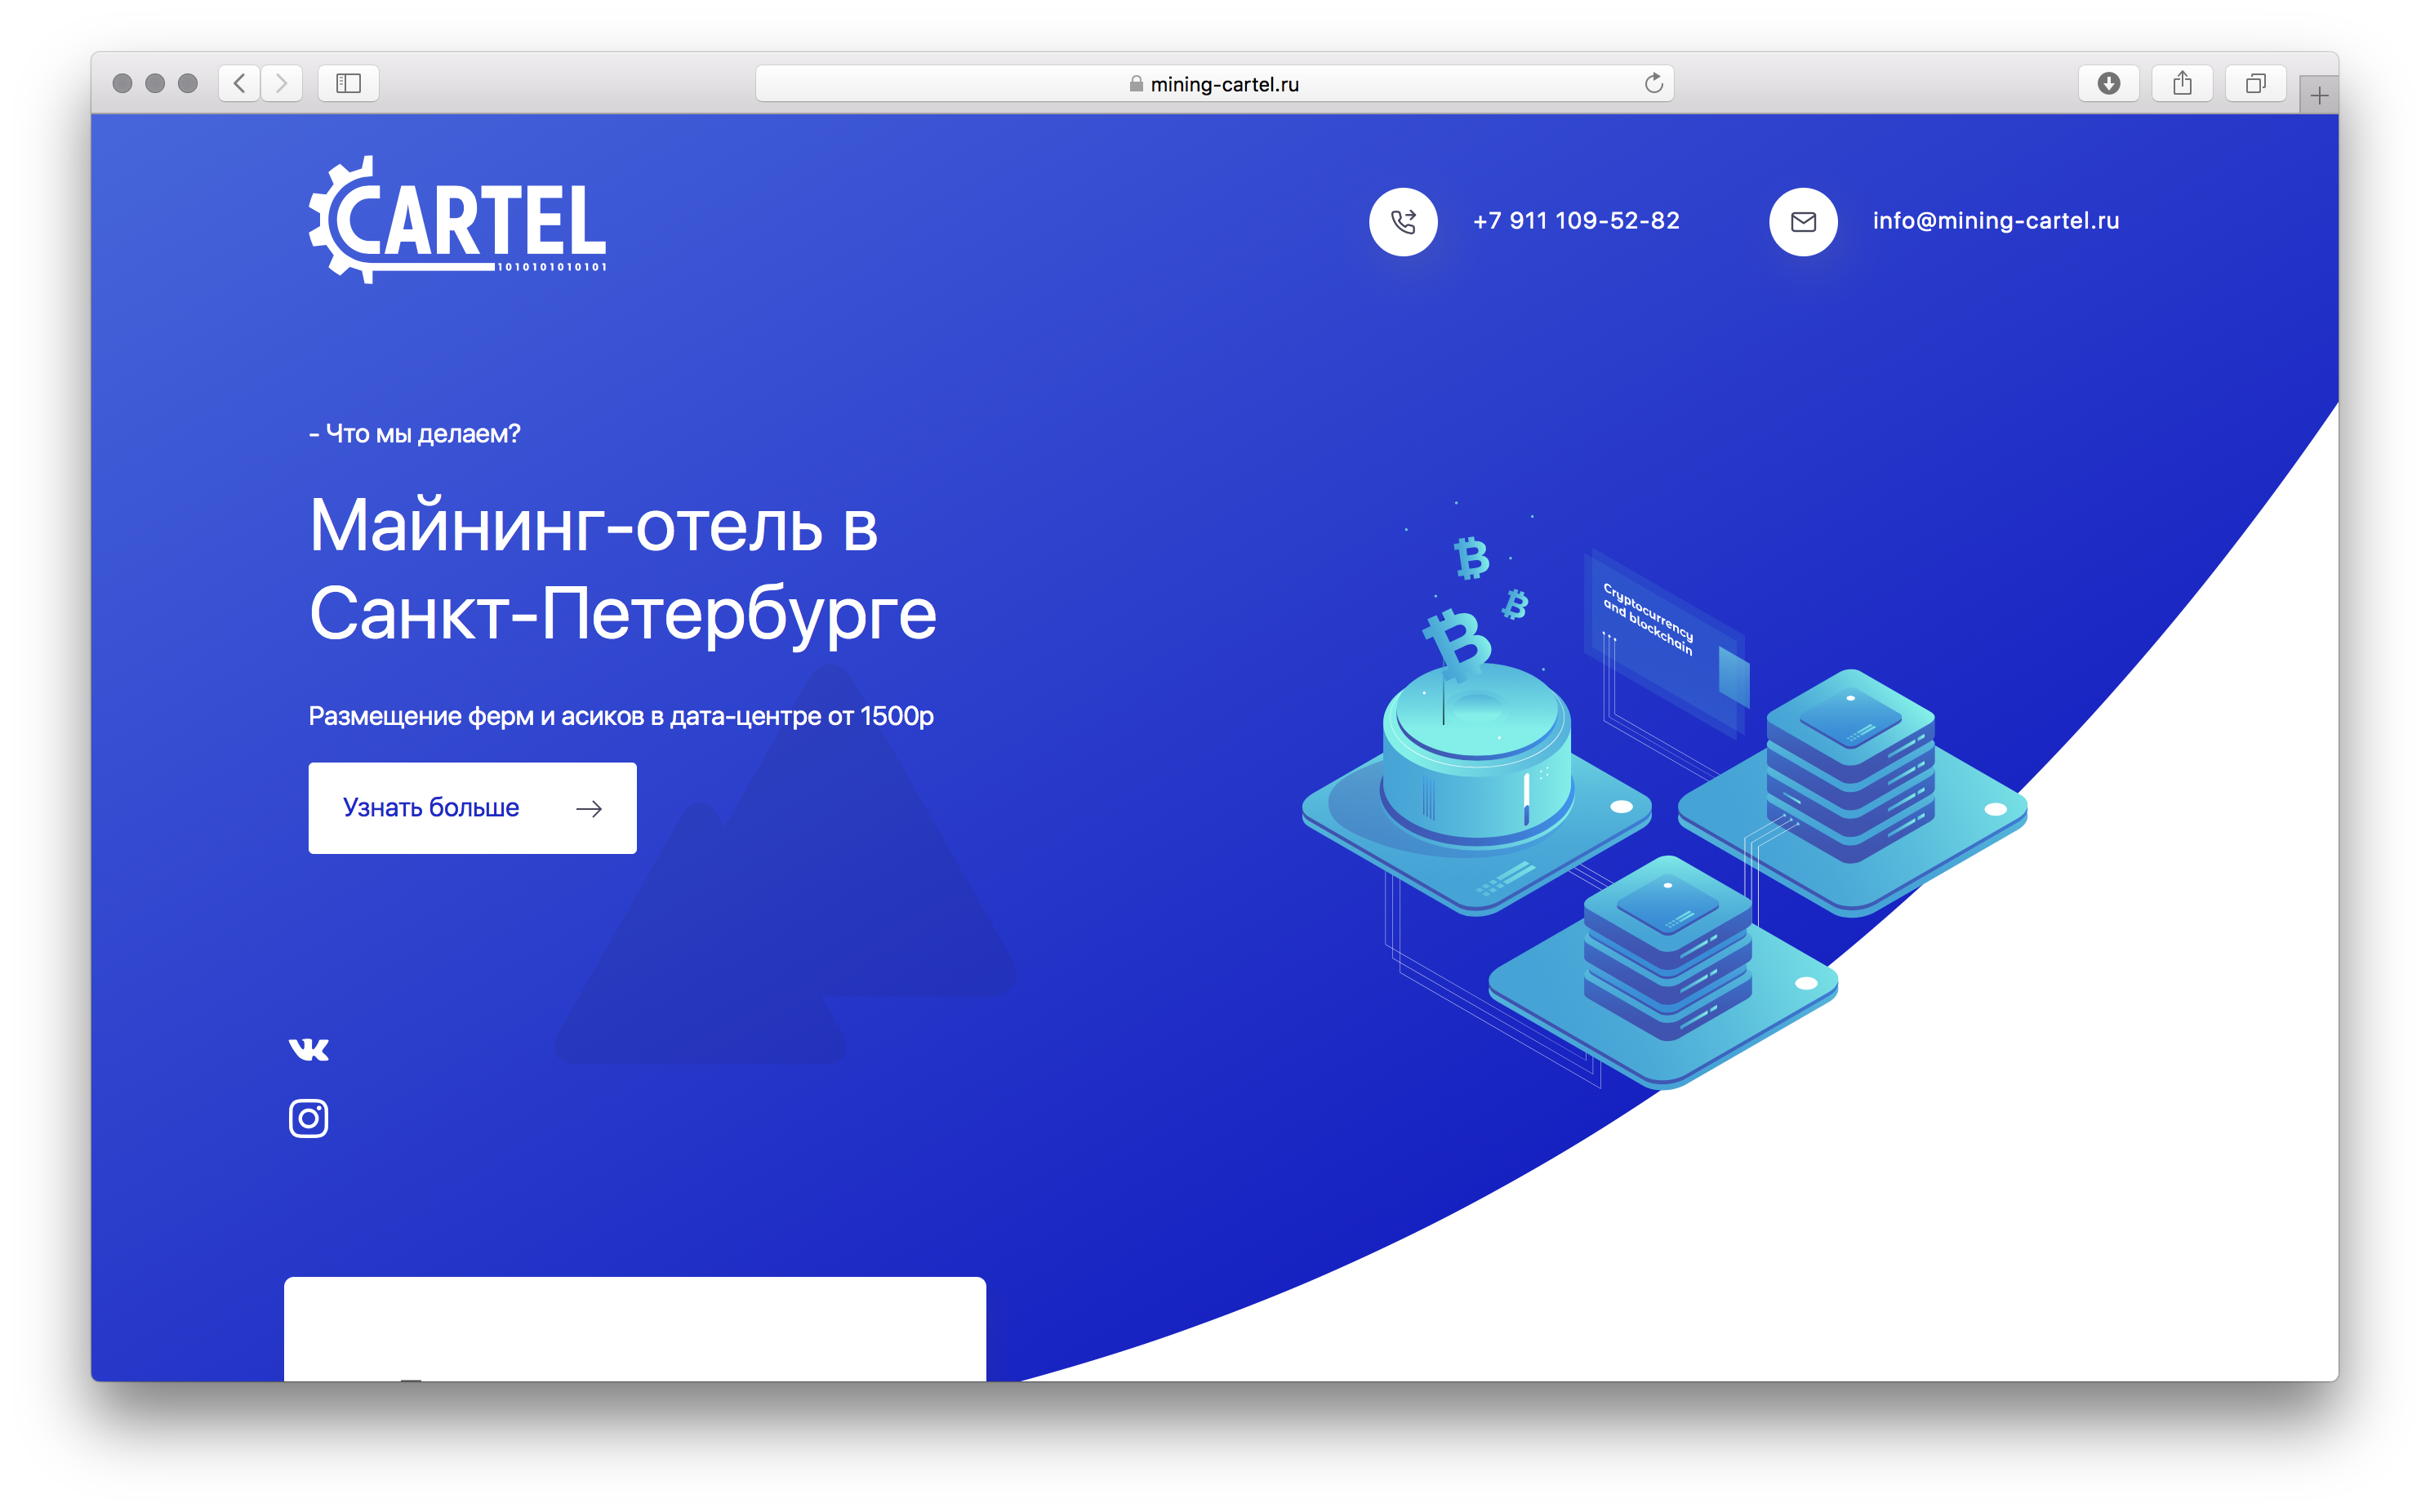 mining-cartel.ru
CARTEL
1010101010101
+7 911 109-52-82
info@mining-cartel.ru
- Что мы делаем?
Майнинг-отель в
Санкт-Петербурге
Размещение ферм и асиков в дата-центре от 1500р
Узнать больше
Cryptocurrency
and blockchain